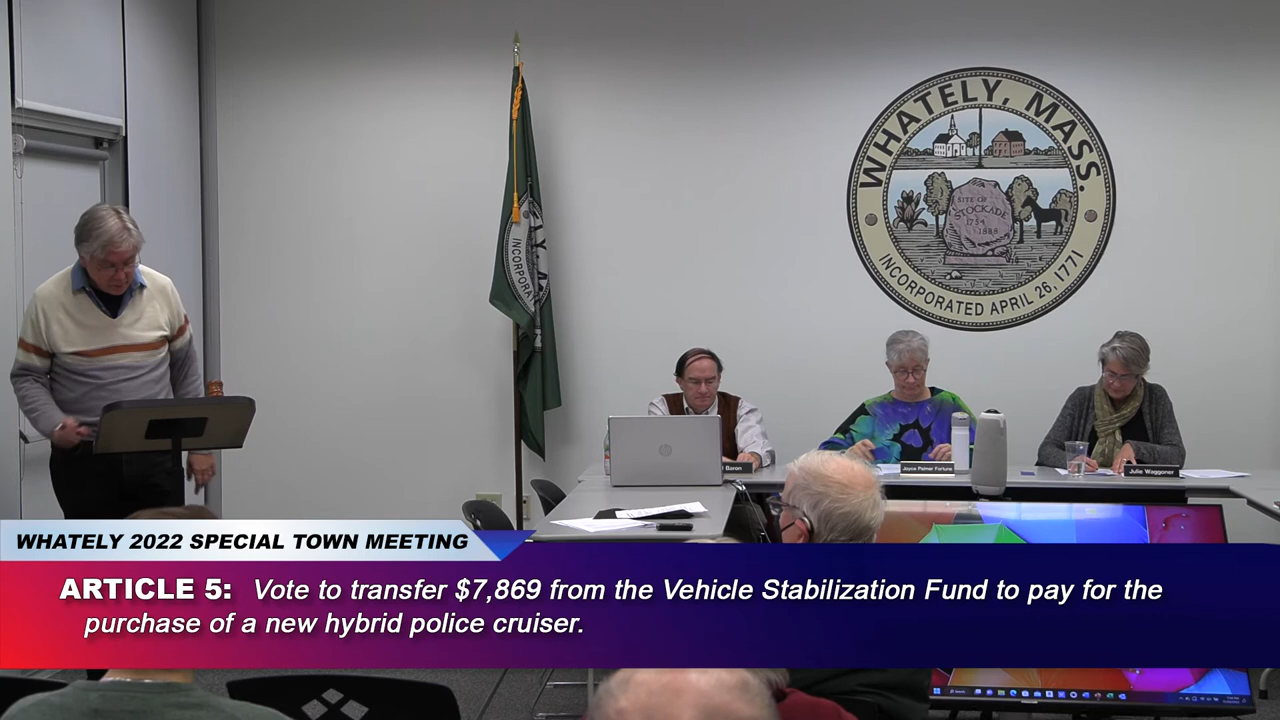 WHATELY, MASS.
SITE OF
STOCKADE
1754
1888
INCORPORATED APRIL 26, 1771
INCORPORA
Baron
Joyce Palmer Fortune
Julie Waggoner
WHATELY 2022 SPECIAL TOWN MEETING
ARTICLE 5: Vote to transfer $7,869 from the Vehicle Stabilization Fund to pay for the
purchase of a new hybrid police cruiser.